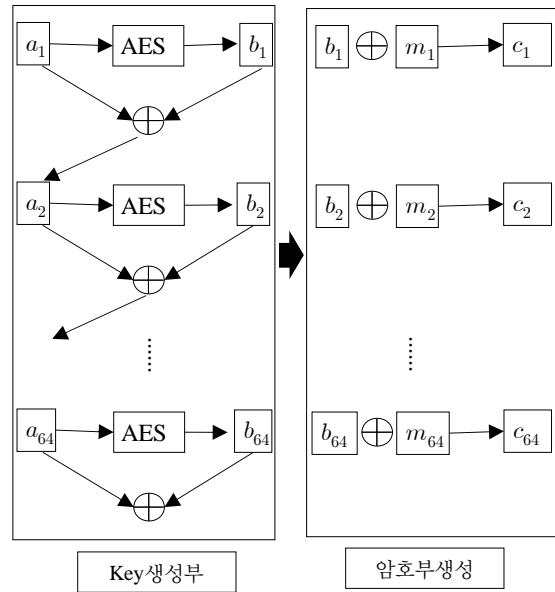 a₁ AES b₁ b₁ m₁ c₁
a₂ AES b₂ b₂ m₂ c₂
...... ......
a₆₄ AES b₆₄ b₆₄ m₆₄ c₆₄
Key생성부 암호부생성